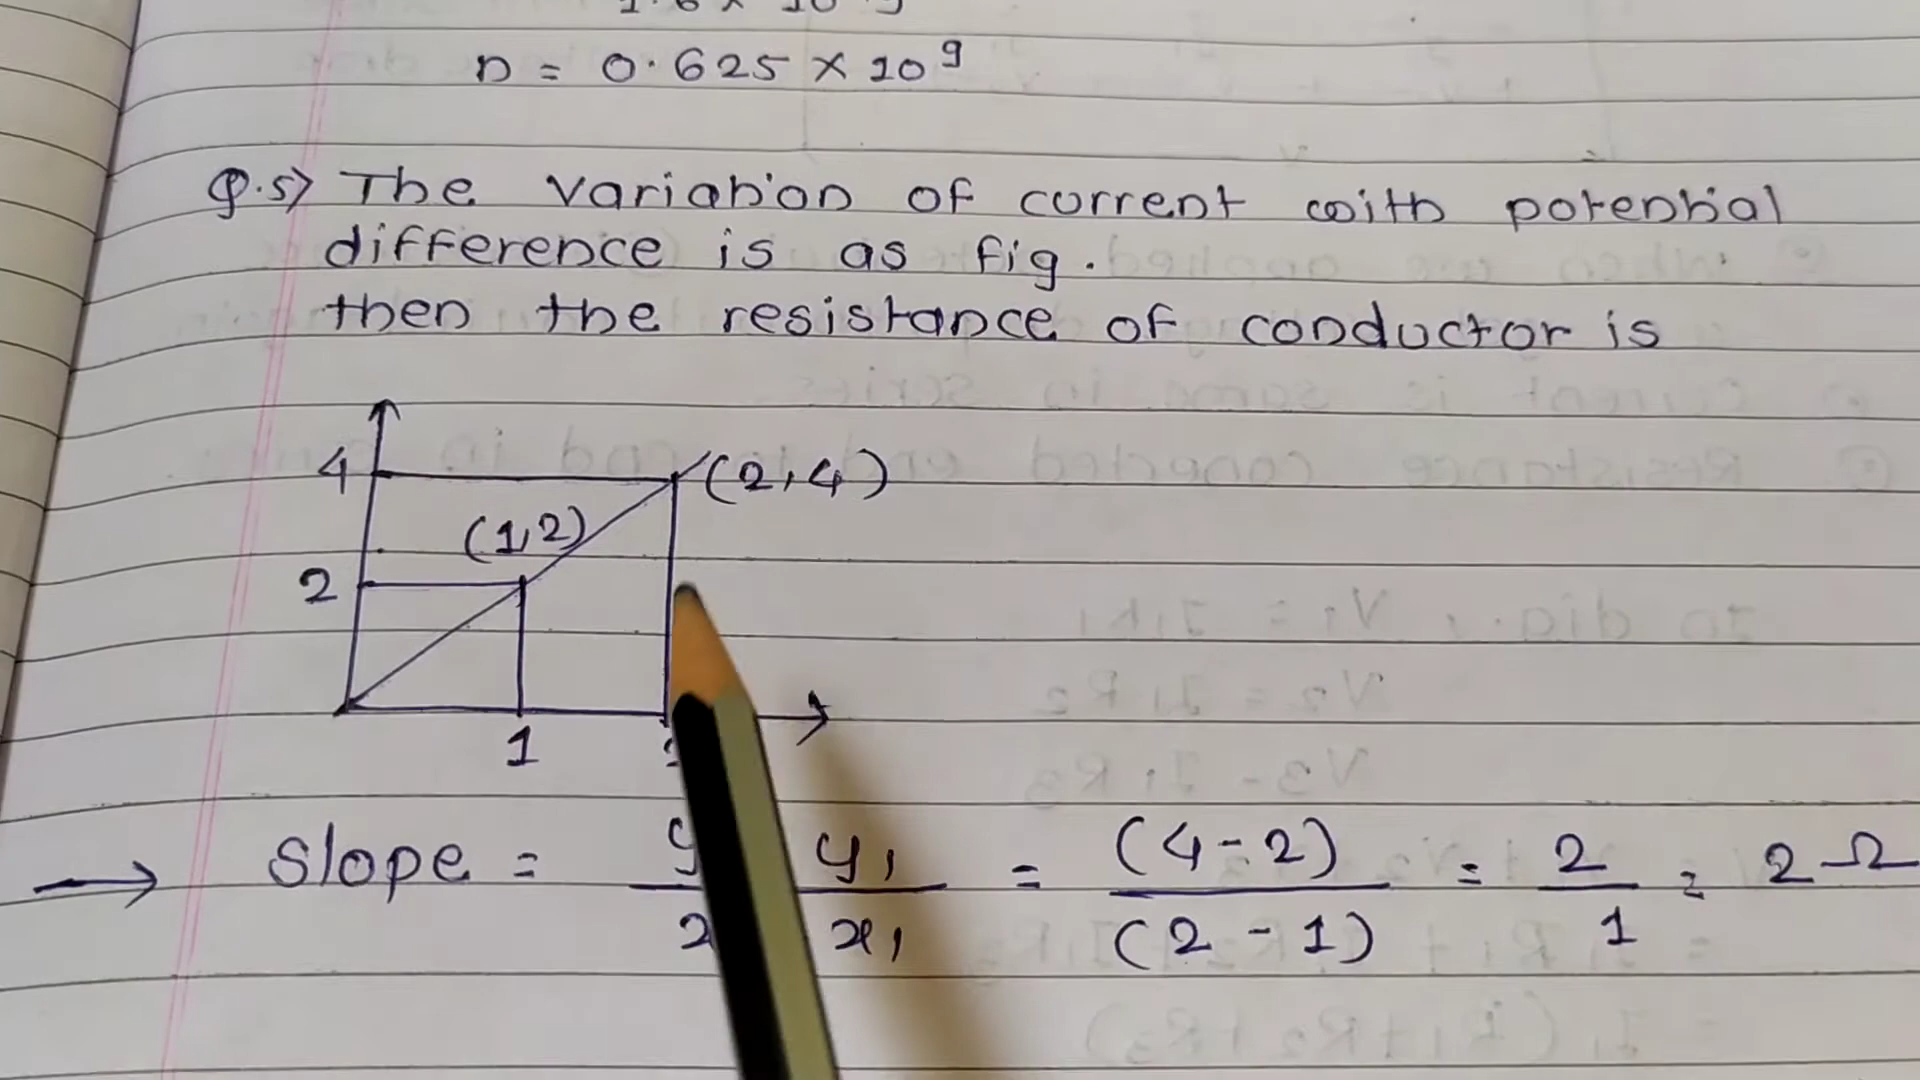 n = 0.625 × 10⁹
Q.5) The variation of current with potential
difference is as fig.
then the resistance of conductor is
4 (2,4)
(1,2)
2
1
Slope = y₁ = (4-2) = 2 = 2 Ω
x₁ (2-1) 1